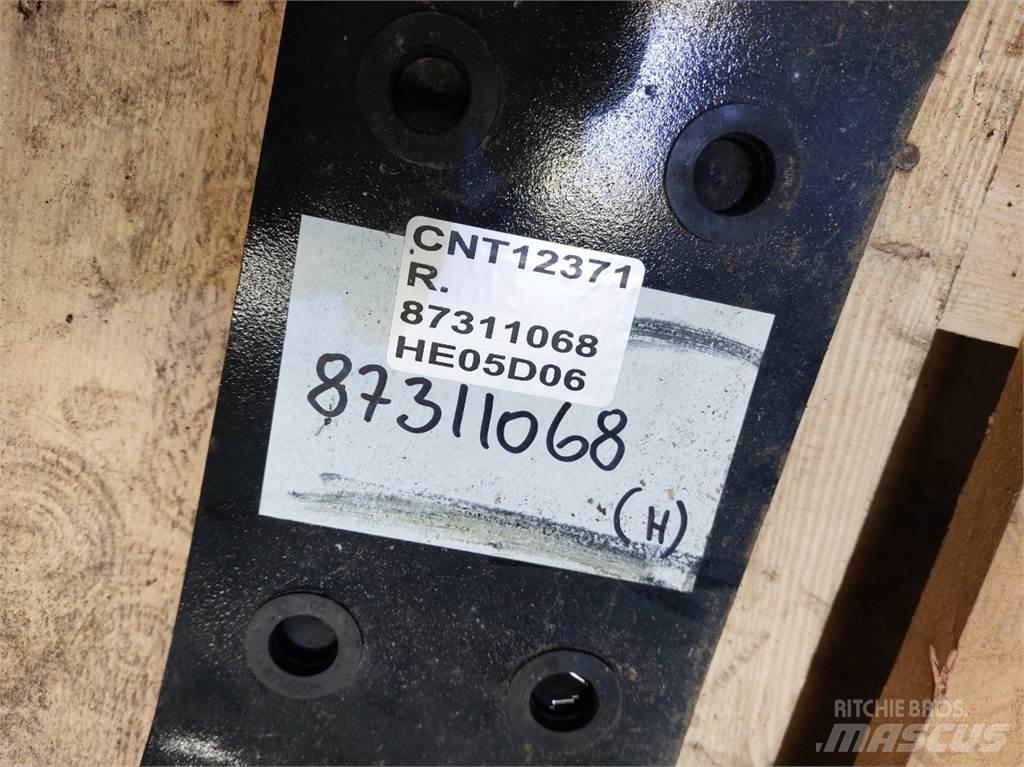 CNT12371
R.
87311068
HE05D06
87311068
(H)
RITCHIE BROS.
MASCUS